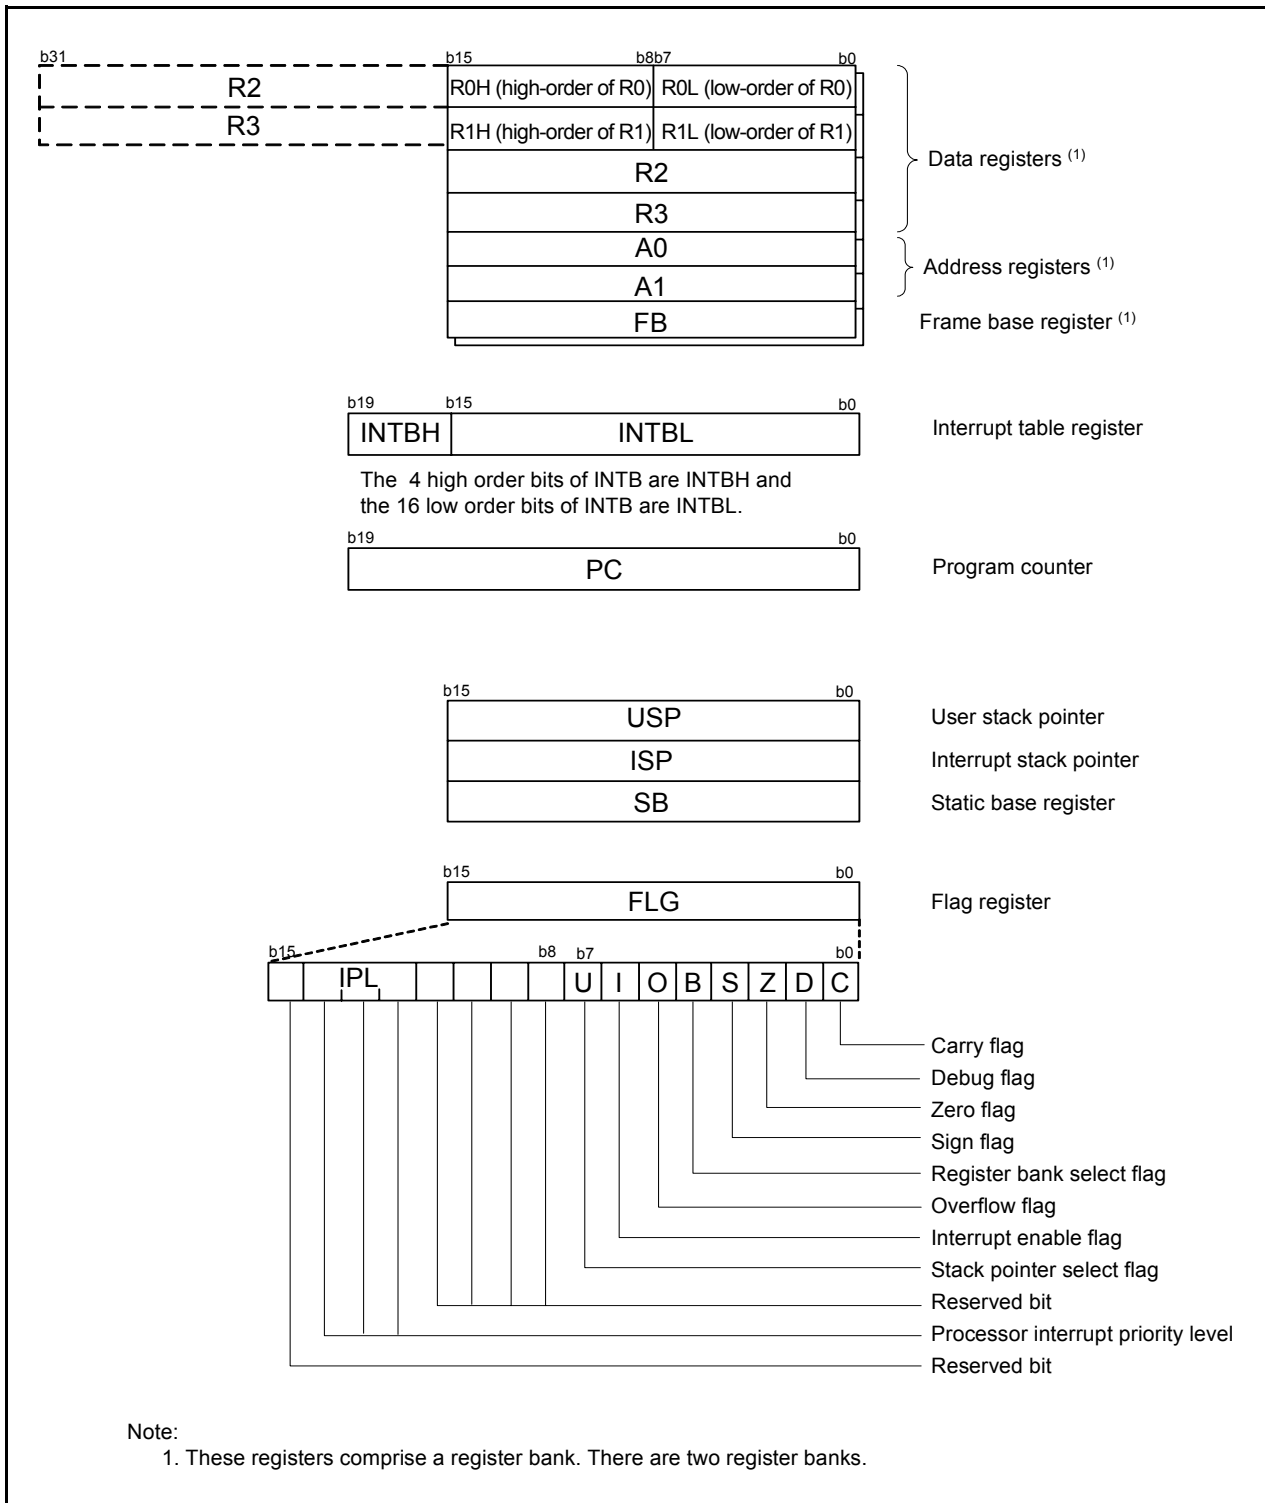 b31 b15 b8b7 b0
R2 R0H (high-order of R0) R0L (low-order of R0)
R3 R1H (high-order of R1) R1L (low-order of R1)
R2
Data registers (1)
R3
A0
Address registers (1)
A1
FB Frame base register (1)
b19 b15 b0
INTBH INTBL Interrupt table register
The 4 high order bits of INTB are INTBH and
the 16 low order bits of INTB are INTBL.
b19 b0
PC Program counter
b15 b0
USP User stack pointer
ISP Interrupt stack pointer
SB Static base register
b15 b0
FLG Flag register
b15 b8 b7 b0
IPL U I O B S Z D C
Carry flag
Debug flag
Zero flag
Sign flag
Register bank select flag
Overflow flag
Interrupt enable flag
Stack pointer select flag
Reserved bit
Processor interrupt priority level
Reserved bit
Note:
1. These registers comprise a register bank. There are two register banks.